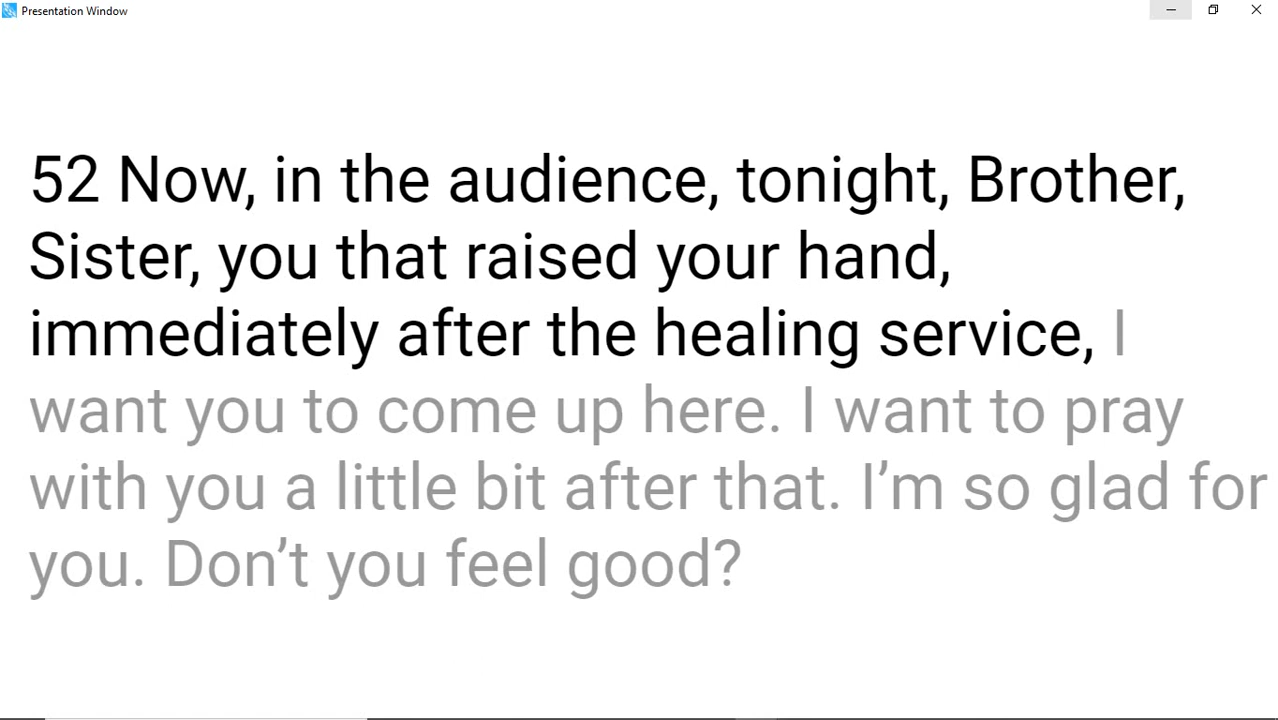 Presentation Window
52 Now, in the audience, tonight, Brother,
Sister, you that raised your hand,
immediately after the healing service, I
want you to come up here. I want to pray
with you a little bit after that. I’m so glad for
you. Don’t you feel good?